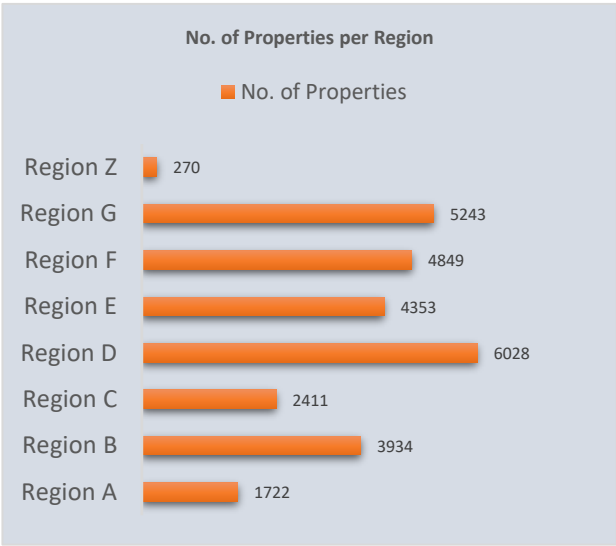 No. of Properties per Region
No. of Properties
Region Z 270
Region G 5243
Region F 4849
Region E 4353
Region D 6028
Region C 2411
Region B 3934
Region A 1722